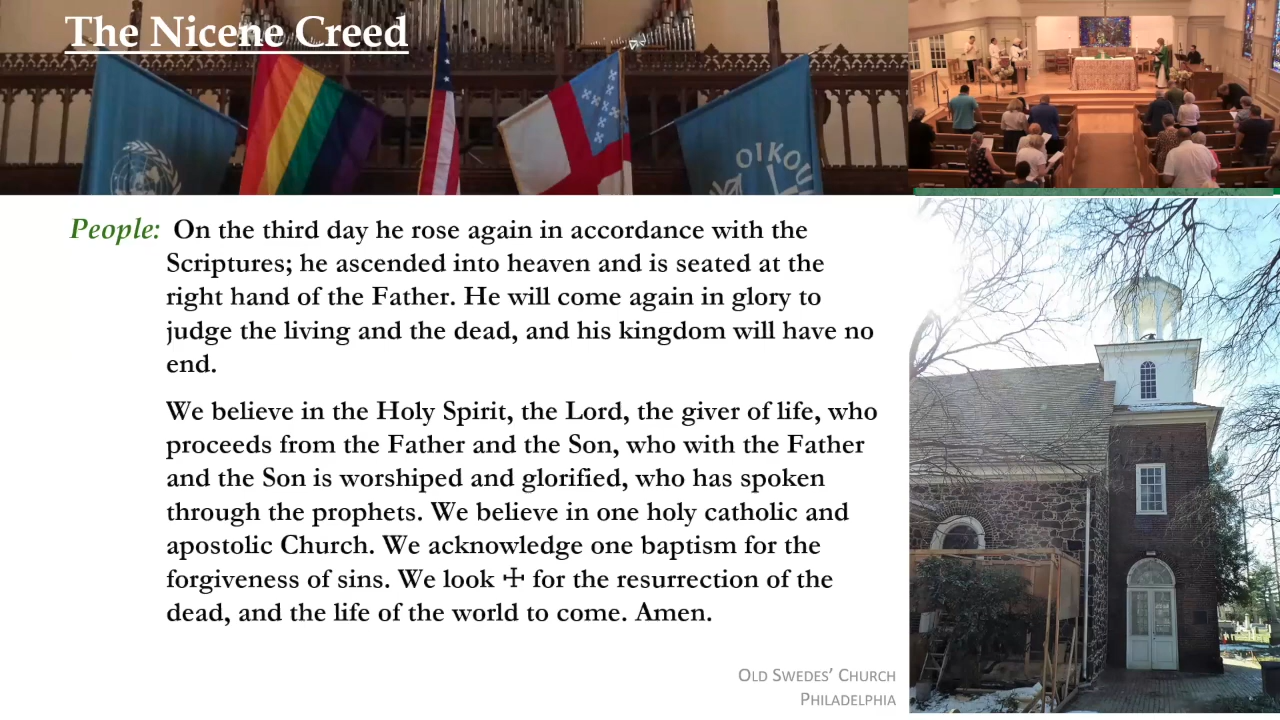 The Nicene Creed
OIKOU
People: On the third day he rose again in accordance with the
Scriptures; he ascended into heaven and is seated at the
right hand of the Father. He will come again in glory to
judge the living and the dead, and his kingdom will have no
end.
We believe in the Holy Spirit, the Lord, the giver of life, who
proceeds from the Father and the Son, who with the Father
and the Son is worshiped and glorified, who has spoken
through the prophets. We believe in one holy catholic and
apostolic Church. We acknowledge one baptism for the
forgiveness of sins. We look ☩ for the resurrection of the
dead, and the life of the world to come. Amen.
OLD SWEDES’ CHURCH
PHILADELPHIA